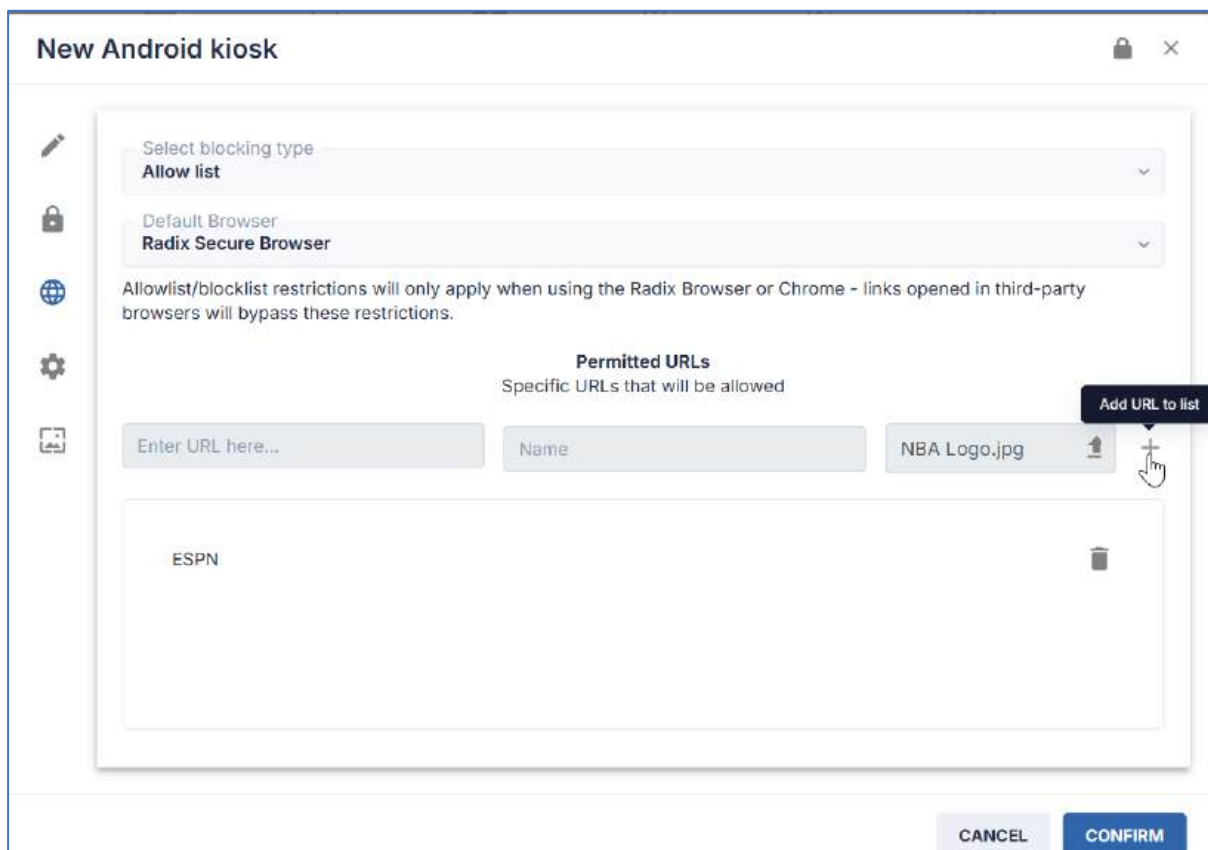 New Android kiosk
Select blocking type
Allow list
Default Browser
Radix Secure Browser
Allowlist/blocklist restrictions will only apply when using the Radix Browser or Chrome - links opened in third-party
browsers will bypass these restrictions.
Permitted URLs
Specific URLs that will be allowed
Add URL to list
Enter URL here...
Name
NBA Logo.jpg
ESPN
CANCEL
CONFIRM